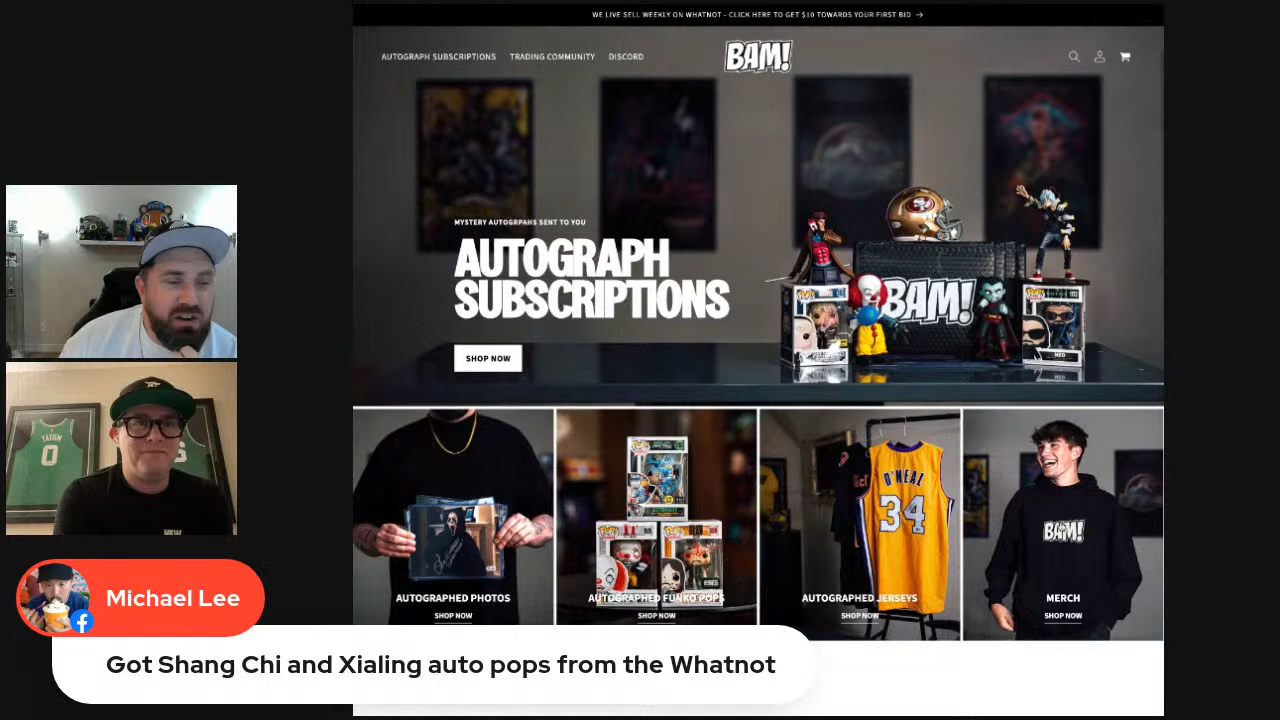 WE LIVE SELL WEEKLY ON WHATNOT - CLICK HERE TO GET $10 TOWARDS YOUR FIRST BID →
AUTOGRAPH SUBSCRIPTIONS TRADING COMMUNITY DISCORD
BAM!
MYSTERY AUTOGRPAHS SENT TO YOU
AUTOGRAPH
SUBSCRIPTIONS
BAM!
SHOP NOW
NEO
TATUM
0
O'NEAL
34
BAM!
AUTOGRAPHED PHOTOS
SHOP NOW
AUTOGRAPHED FUNKO POPS
SHOP NOW
AUTOGRAPHED JERSEYS
SHOP NOW
MERCH
SHOP NOW
Michael Lee
Got Shang Chi and Xialing auto pops from the Whatnot